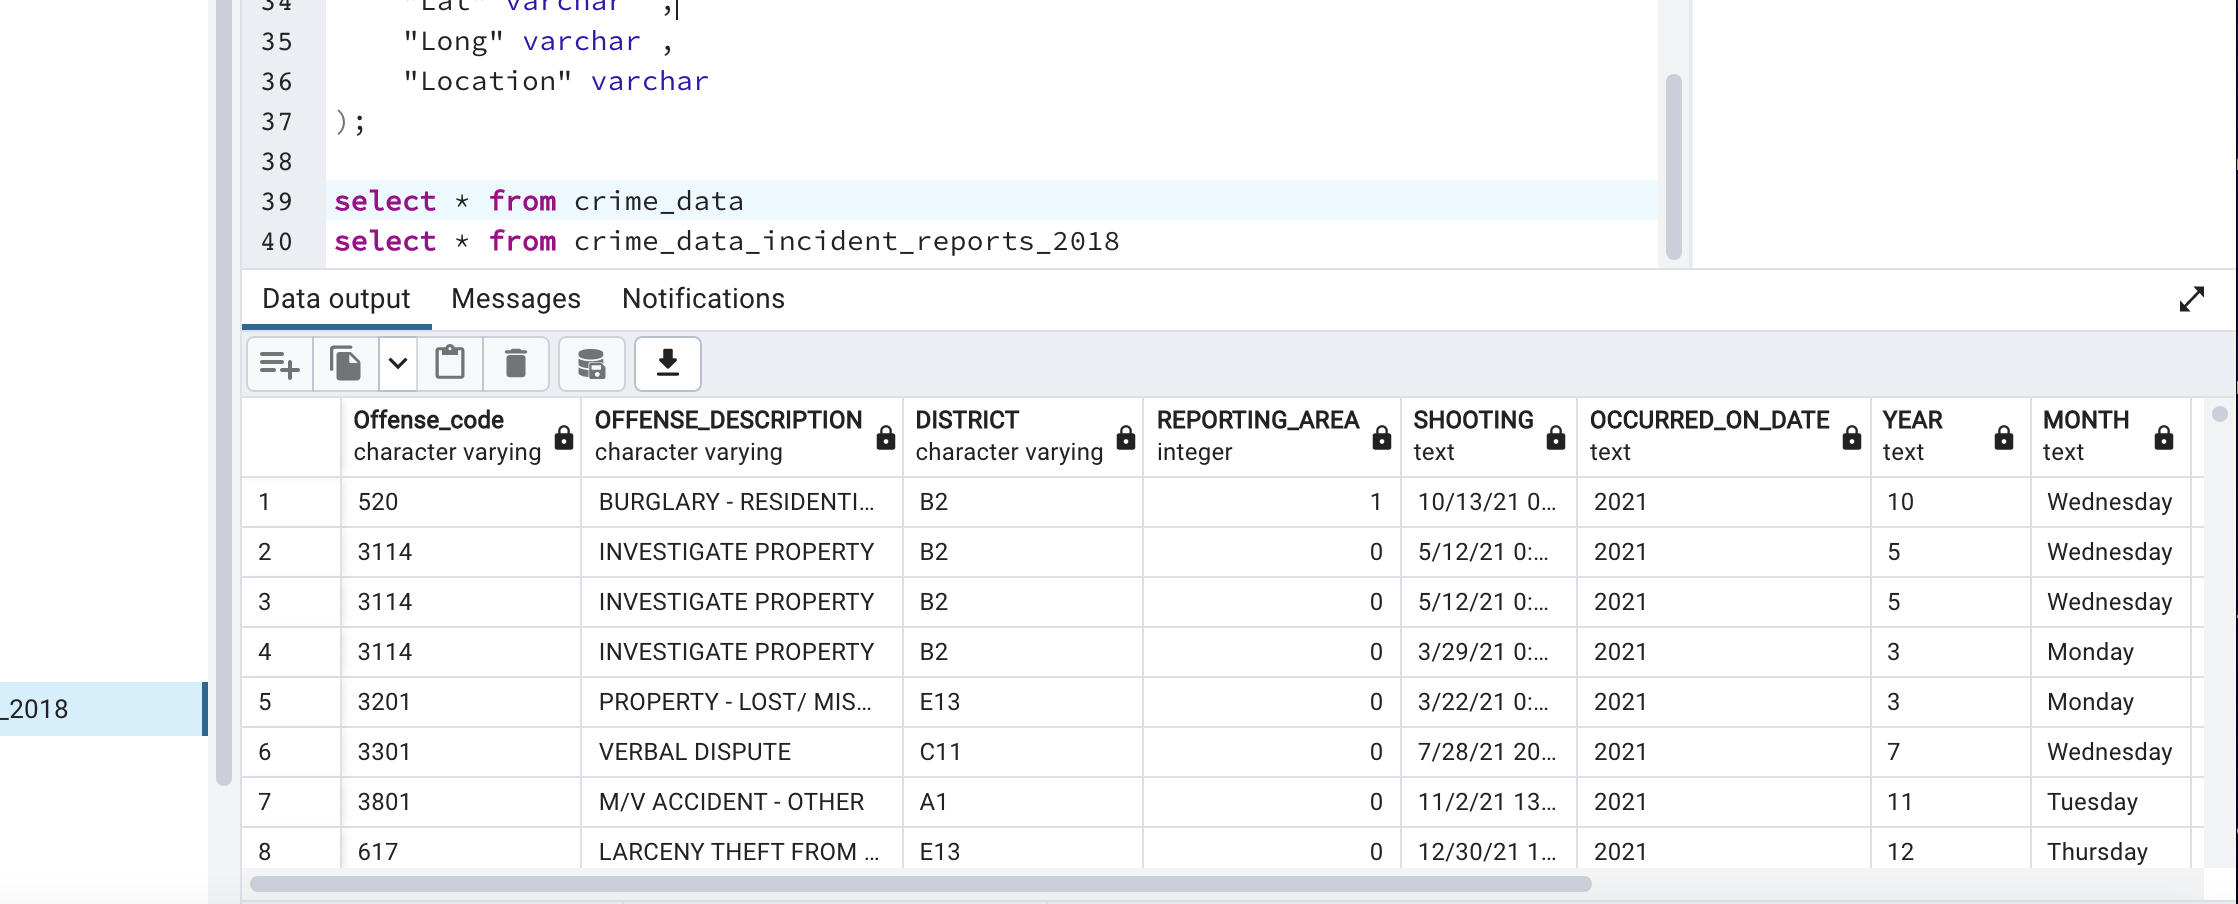 34 "Lat" varchar ,
35 "Long" varchar ,
36 "Location" varchar
37 );
38
39 select * from crime_data
40 select * from crime_data_incident_reports_2018
Data output Messages Notifications
Offense_code OFFENSE_DESCRIPTION DISTRICT REPORTING_AREA SHOOTING OCCURRED_ON_DATE YEAR MONTH
character varying character varying character varying integer text text text text
1 520 BURGLARY - RESIDENTI... B2 1 10/13/21 0... 2021 10 Wednesday
2 3114 INVESTIGATE PROPERTY B2 0 5/12/21 0:... 2021 5 Wednesday
3 3114 INVESTIGATE PROPERTY B2 0 5/12/21 0:... 2021 5 Wednesday
4 3114 INVESTIGATE PROPERTY B2 0 3/29/21 0:... 2021 3 Monday
5 3201 PROPERTY - LOST/ MIS... E13 0 3/22/21 0:... 2021 3 Monday
_2018
6 3301 VERBAL DISPUTE C11 0 7/28/21 20... 2021 7 Wednesday
7 3801 M/V ACCIDENT - OTHER A1 0 11/2/21 13... 2021 11 Tuesday
8 617 LARCENY THEFT FROM ... E13 0 12/30/21 1... 2021 12 Thursday